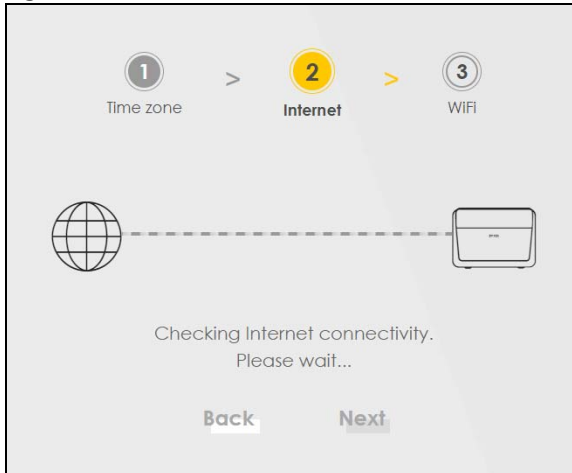 1 > 2 > 3
Time zone Internet WiFi
Checking Internet connectivity.
Please wait...
Back Next